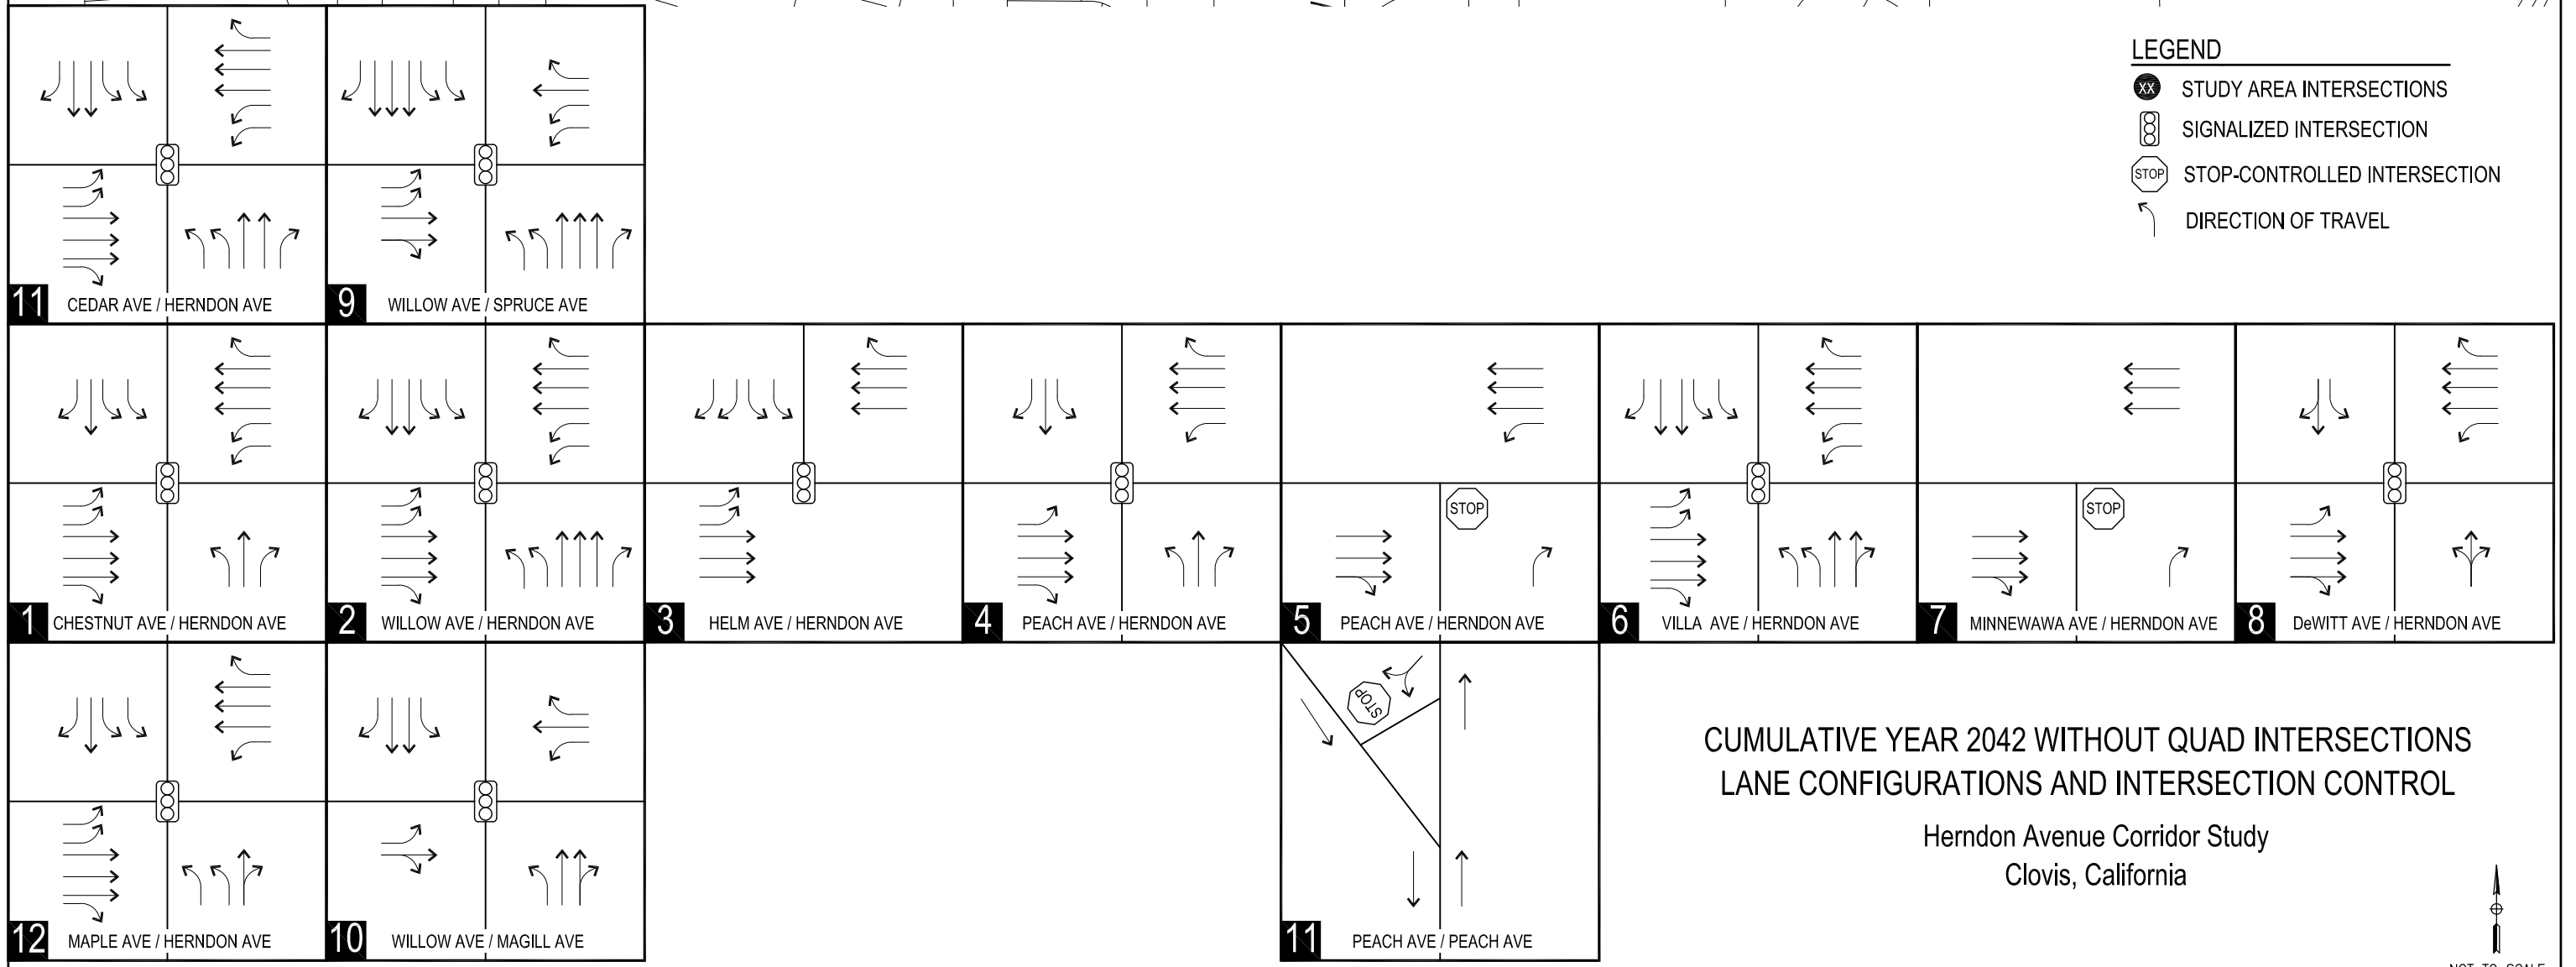 LEGEND
XX STUDY AREA INTERSECTIONS
SIGNALIZED INTERSECTION
STOP STOP-CONTROLLED INTERSECTION
DIRECTION OF TRAVEL
11 CEDAR AVE / HERNDON AVE
9 WILLOW AVE / SPRUCE AVE
1 CHESTNUT AVE / HERNDON AVE
2 WILLOW AVE / HERNDON AVE
3 HELM AVE / HERNDON AVE
4 PEACH AVE / HERNDON AVE
STOP
5 PEACH AVE / HERNDON AVE
6 VILLA AVE / HERNDON AVE
STOP
7 MINNEWAWA AVE / HERNDON AVE
8 DeWITT AVE / HERNDON AVE
12 MAPLE AVE / HERNDON AVE
10 WILLOW AVE / MAGILL AVE
STOP
11 PEACH AVE / PEACH AVE
CUMULATIVE YEAR 2042 WITHOUT QUAD INTERSECTIONS
LANE CONFIGURATIONS AND INTERSECTION CONTROL
Herndon Avenue Corridor Study
Clovis, California
NOT TO SCALE